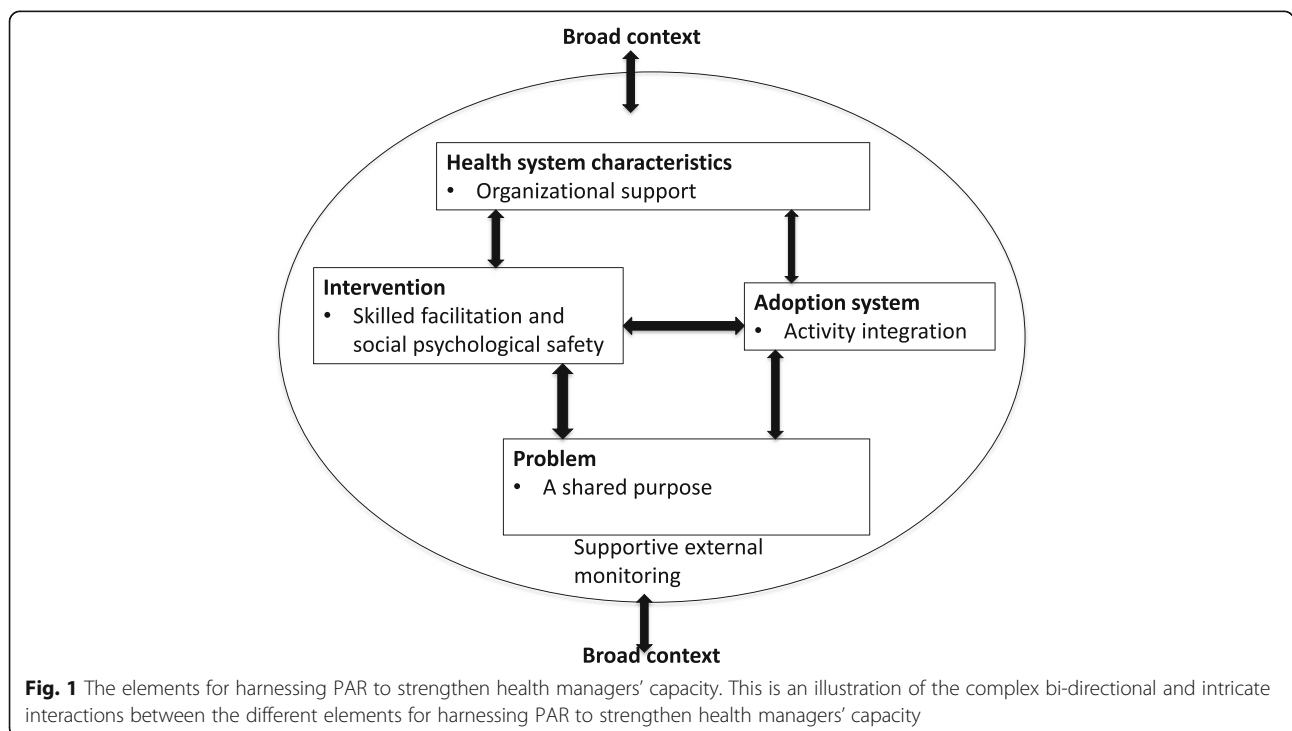 Broad context
Health system characteristics
• Organizational support
Intervention
• Skilled facilitation and
social psychological safety
Adoption system
• Activity integration
Problem
• A shared purpose
Supportive external
monitoring
Broad context
Fig. 1 The elements for harnessing PAR to strengthen health managers’ capacity. This is an illustration of the complex bi-directional and intricate
interactions between the different elements for harnessing PAR to strengthen health managers’ capacity